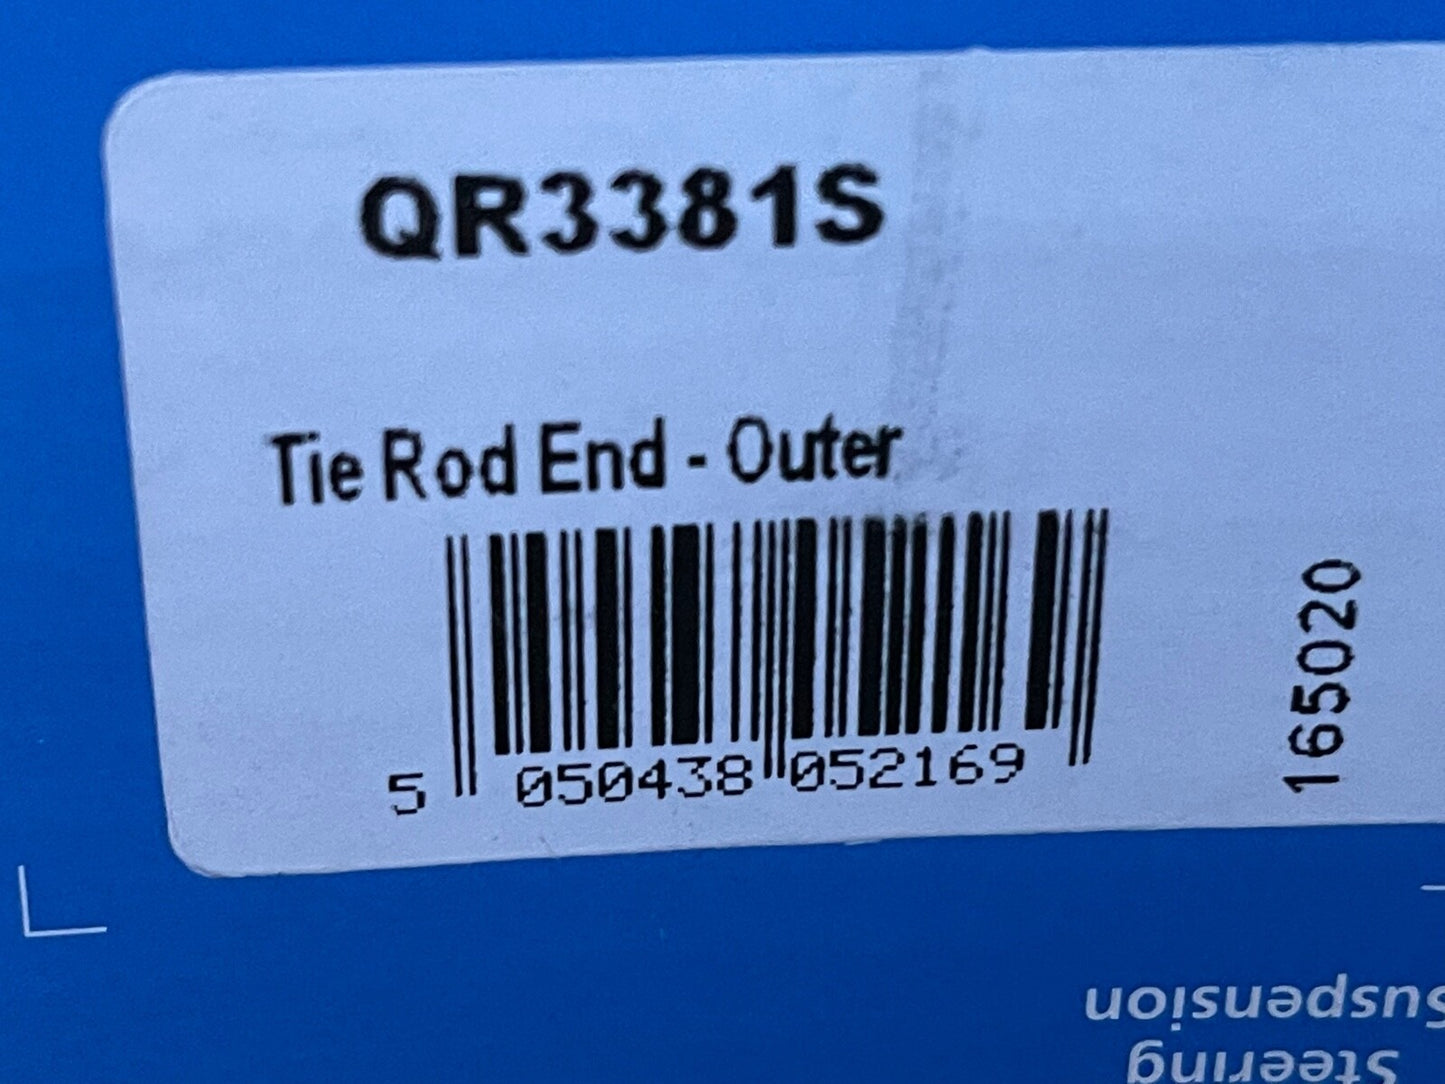 QR3381S
Tie Rod End - Outer
5 050438 052169
165020
Steering
Suspension